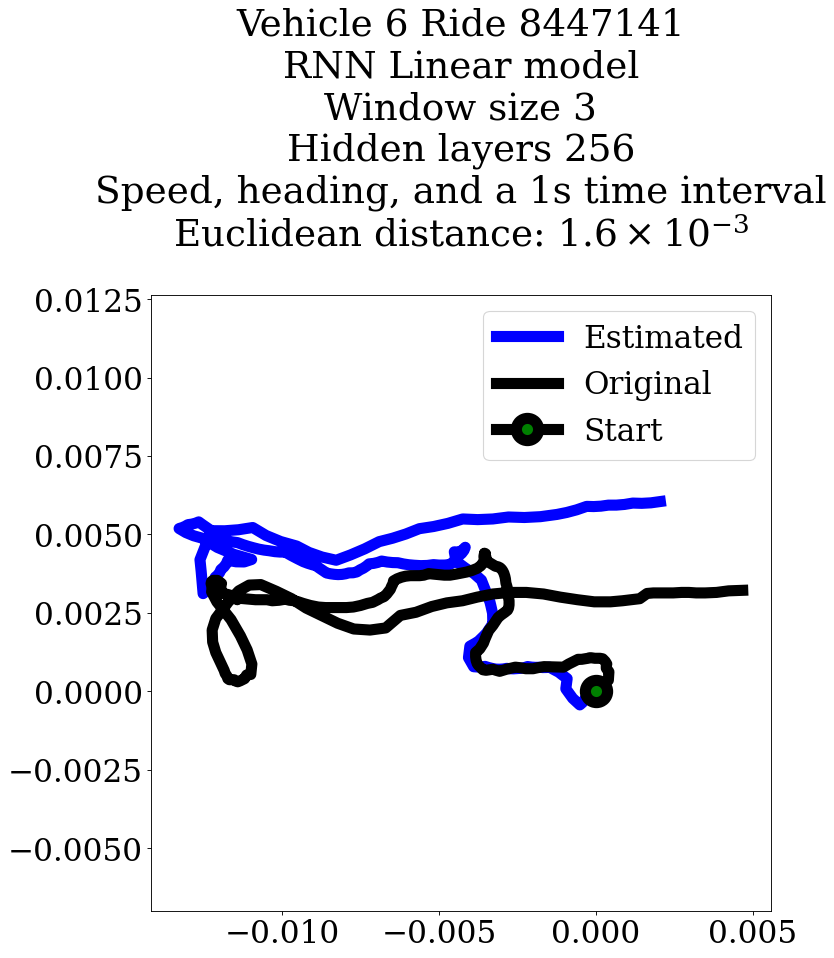 Vehicle 6 Ride 8447141
RNN Linear model
Window size 3
Hidden layers 256
Speed, heading, and a 1s time interval
Euclidean distance: 1.6 × 10⁻³
Estimated
Original
Start
0.0125
0.0100
0.0075
0.0050
0.0025
0.0000
−0.0025
−0.0050
−0.010 −0.005 0.000 0.005